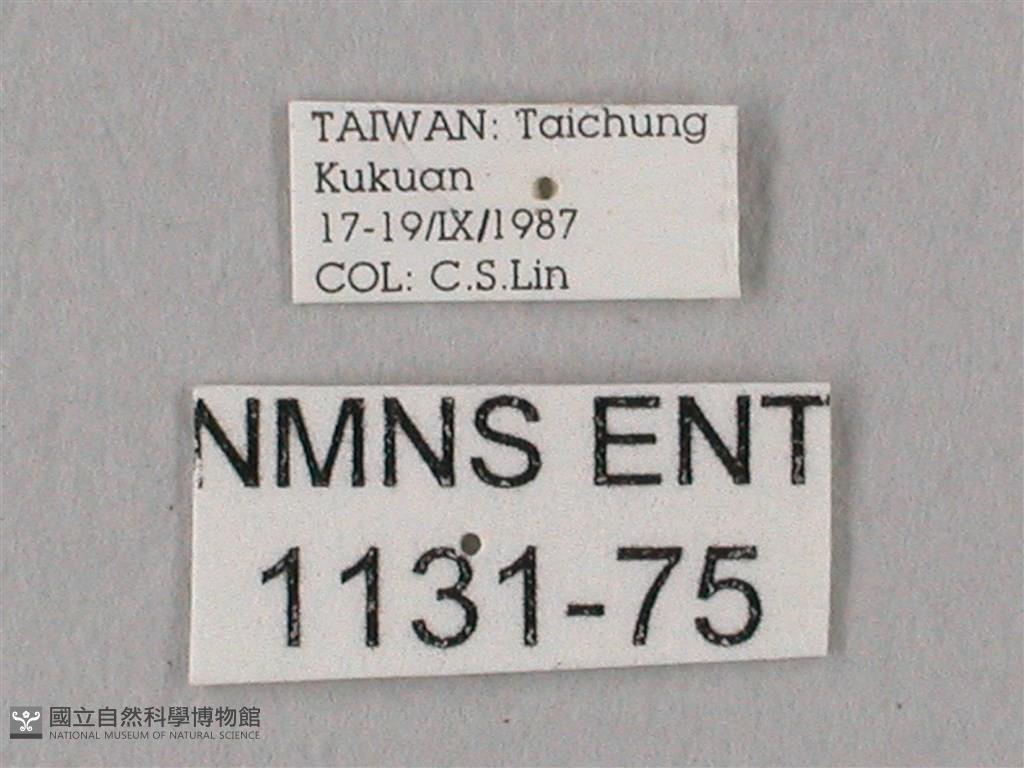 TAIWAN: Taichung
Kukuan
17-19/IX/1987
COL: C.S.Lin
NMNS ENT
1131-75
國立自然科學博物館
NATIONAL MUSEUM OF NATURAL SCIENCE